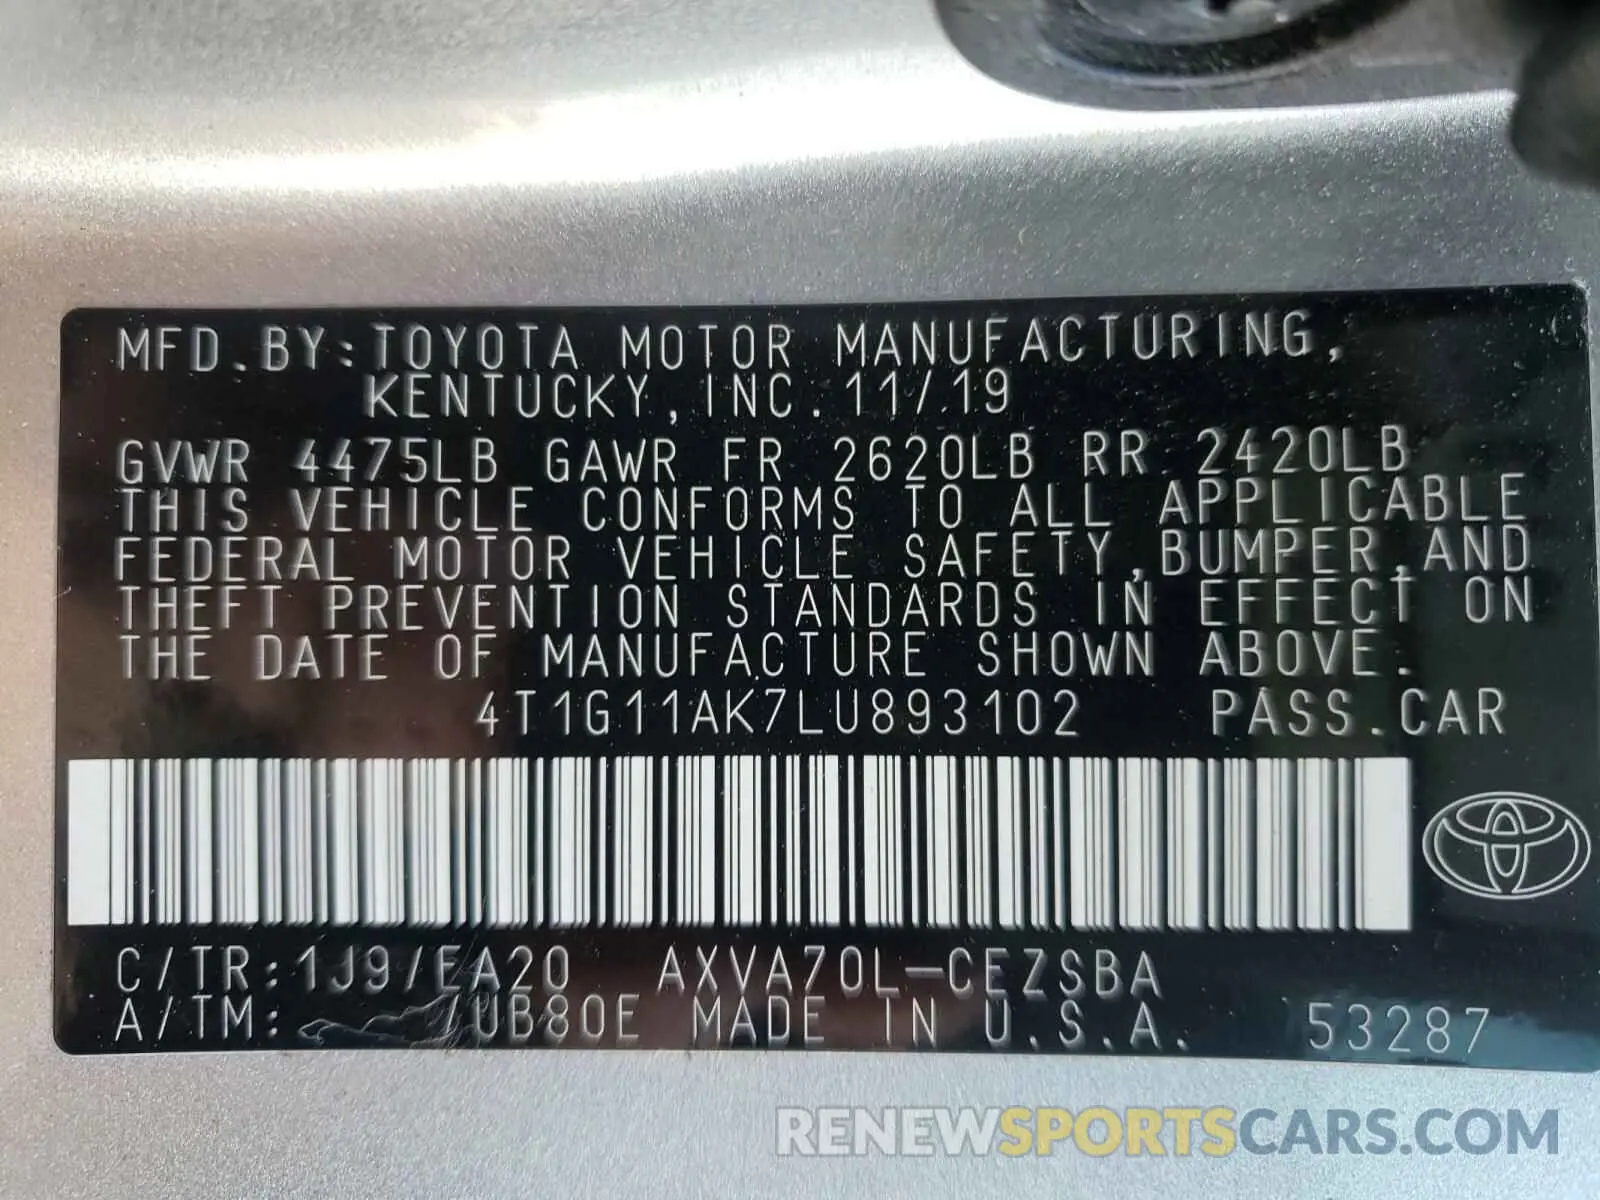 MFD. BY: TOYOTA MOTOR MANUFACTURING,
KENTUCKY, INC. 11/19
GVWR 4475LB GAWR FR 2620LB RR 2420LB
THIS VEHICLE CONFORMS TO ALL APPLICABLE
FEDERAL MOTOR VEHICLE SAFETY, BUMPER, AND
THEFT PREVENTION STANDARDS IN EFFECT ON
THE DATE OF MANUFACTURE SHOWN ABOVE.
4T1G11AK7LU893102 PASS. CAR
C/TR: 1J9/EA20 AXVA70L-CEZSBA
A/TM: /UB80E MADE IN U.S.A. 53287
RENEWSPORTSCARS.COM